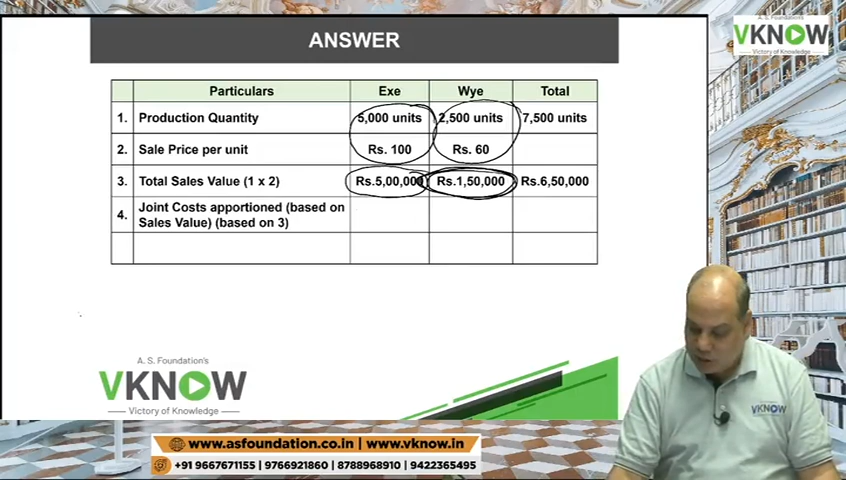 ANSWER
A. S. Foundation's
VKNOW
Victory of Knowledge
Particulars Exe Wye Total
1. Production Quantity 5,000 units 2,500 units 7,500 units
2. Sale Price per unit Rs. 100 Rs. 60
3. Total Sales Value (1 x 2) Rs.5,00,000 Rs.1,50,000 Rs.6,50,000
4. Joint Costs apportioned (based on
Sales Value) (based on 3)
A. S. Foundation's
VKNOW
Victory of Knowledge
VKNOW
www.asfoundation.co.in | www.vknow.in
+91 9667671155 | 9766921860 | 8788968910 | 9422365495